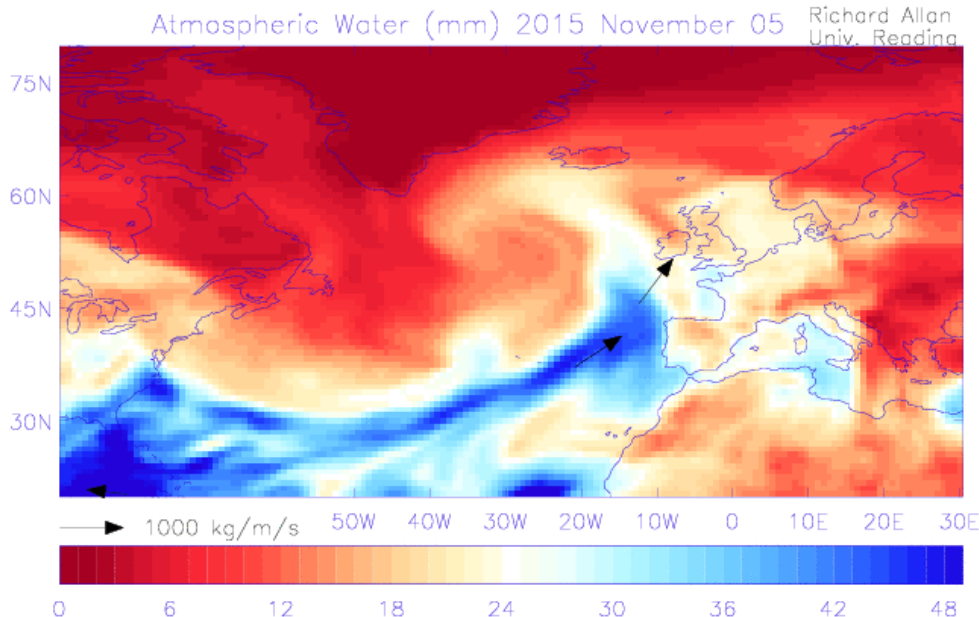 Atmospheric Water (mm) 2015 November 05
Richard Allan
Univ. Reading
75N
60N
45N
30N
50W 40W 30W 20W 10W 0 10E 20E 30E
1000 kg/m/s
0 6 12 18 24 30 36 42 48